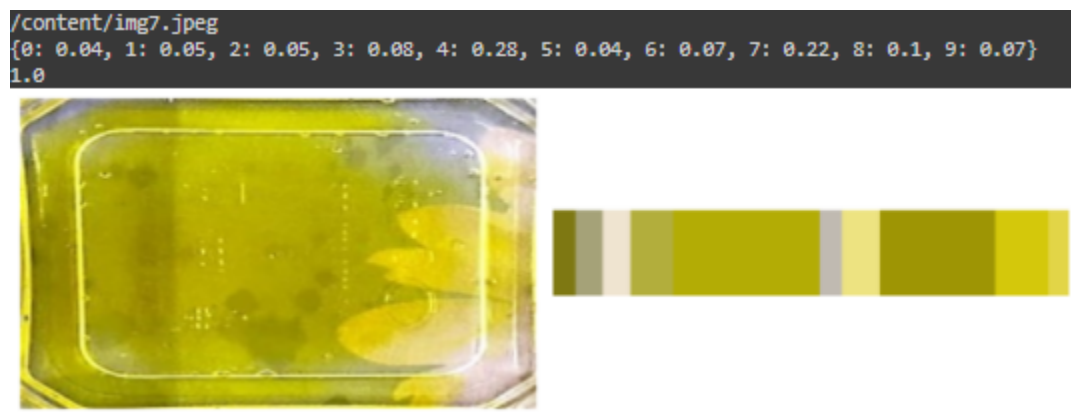 /content/img7.jpeg
{0: 0.04, 1: 0.05, 2: 0.05, 3: 0.08, 4: 0.28, 5: 0.04, 6: 0.07, 7: 0.22, 8: 0.1, 9: 0.07}
1.0